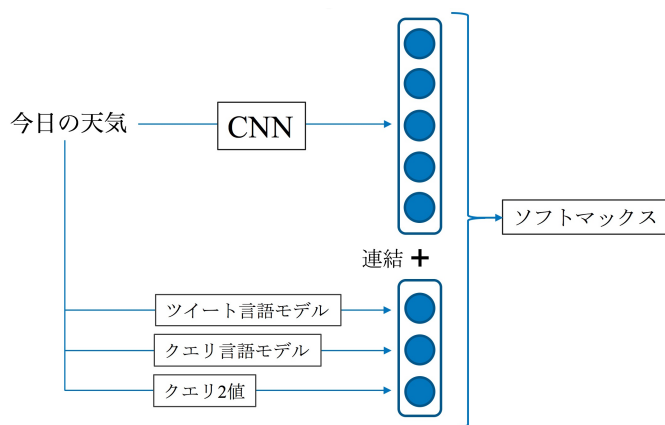 今日の天気
CNN
ソフトマックス
連結 +
ツイート言語モデル
クエリ言語モデル
クエリ2値